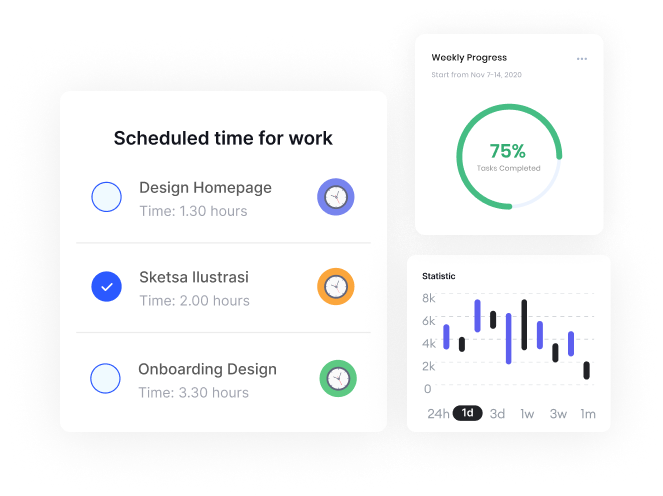 Scheduled time for work
Design Homepage
Time: 1.30 hours
Sketsa Ilustrasi
Time: 2.00 hours
Onboarding Design
Time: 3.30 hours
Weekly Progress
Start from Nov 7-14, 2020
75%
Tasks Completed
Statistic
8k
6k
4k
2k
0
24h 1d 3d 1w 3w 1m